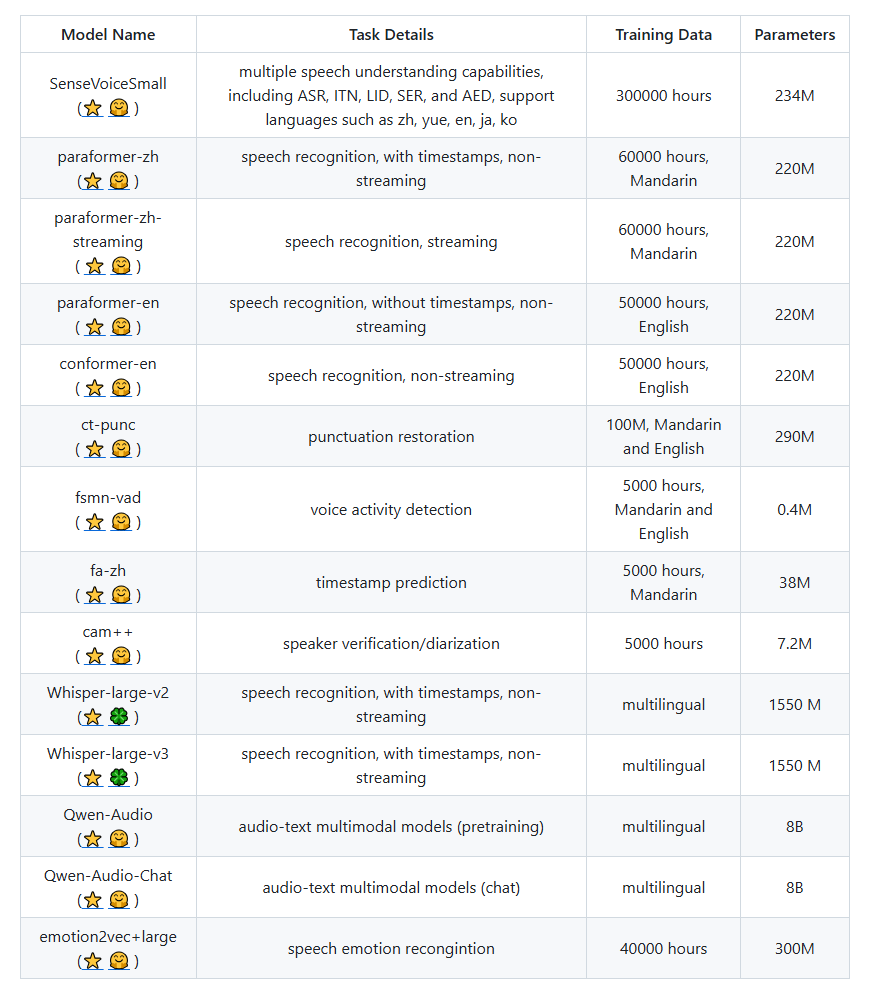 Model Name Task Details Training Data Parameters
SenseVoiceSmall
(⭐ 🤗 )
multiple speech understanding capabilities,
including ASR, ITN, LID, SER, and AED, support
languages such as zh, yue, en, ja, ko
300000 hours
234M
paraformer-zh
(⭐ 🤗 )
speech recognition, with timestamps, non-
streaming
60000 hours,
Mandarin
220M
paraformer-zh-
streaming
( ⭐ 🤗 )
speech recognition, streaming
60000 hours,
Mandarin
220M
paraformer-en
( ⭐ 🤗 )
speech recognition, without timestamps, non-
streaming
50000 hours,
English
220M
conformer-en
( ⭐ 🤗 )
speech recognition, non-streaming
50000 hours,
English
220M
ct-punc
( ⭐ 🤗 )
punctuation restoration
100M, Mandarin
and English
290M
fsmn-vad
( ⭐ 🤗 )
voice activity detection
5000 hours,
Mandarin and
English
0.4M
fa-zh
( ⭐ 🤗 )
timestamp prediction
5000 hours,
Mandarin
38M
cam++
( ⭐ 🤗 )
speaker verification/diarization
5000 hours
7.2M
Whisper-large-v2
(⭐ 🍀 )
speech recognition, with timestamps, non-
streaming
multilingual
1550 M
Whisper-large-v3
(⭐ 🍀 )
speech recognition, with timestamps, non-
streaming
multilingual
1550 M
Qwen-Audio
(⭐ 🤗 )
audio-text multimodal models (pretraining)
multilingual
8B
Qwen-Audio-Chat
(⭐ 🤗 )
audio-text multimodal models (chat)
multilingual
8B
emotion2vec+large
(⭐ 🤗 )
speech emotion recongintion
40000 hours
300M